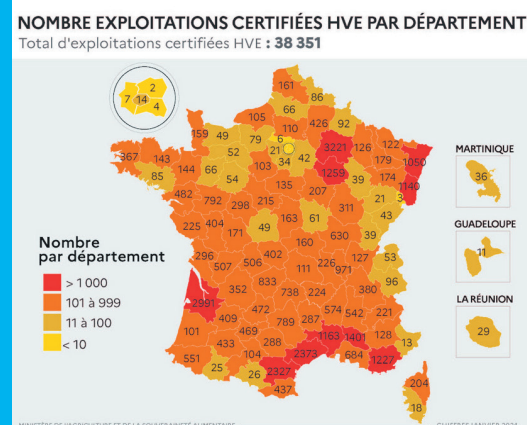 NOMBRE EXPLOITATIONS CERTIFIÉES HVE PAR DÉPARTEMENT
Total d'exploitations certifiées HVE : 38 351
2
7 14 4
161
86
66
105
110 426 92
159 49 79 6
3221 126 122
367 143 52 21 179 1050
144 66 34 42
85 54 103 1259 39 174 1140
135
482 792 298 215 207 21 3
311 43
225 404 171 49 163 61
630 39
160
296 507 506 402 53
111 226 971 127
833 96
352 738 224 380
2991
472 574 542 221
409 789 287
101 469 1163 1401 128 13
433 288
551 104 2373 684 1227
25 26 2327
437
204
18
MARTINIQUE
36
GUADELOUPE
11
LA RÉUNION
29
Nombre
par département
> 1 000
101 à 999
11 à 100
< 10